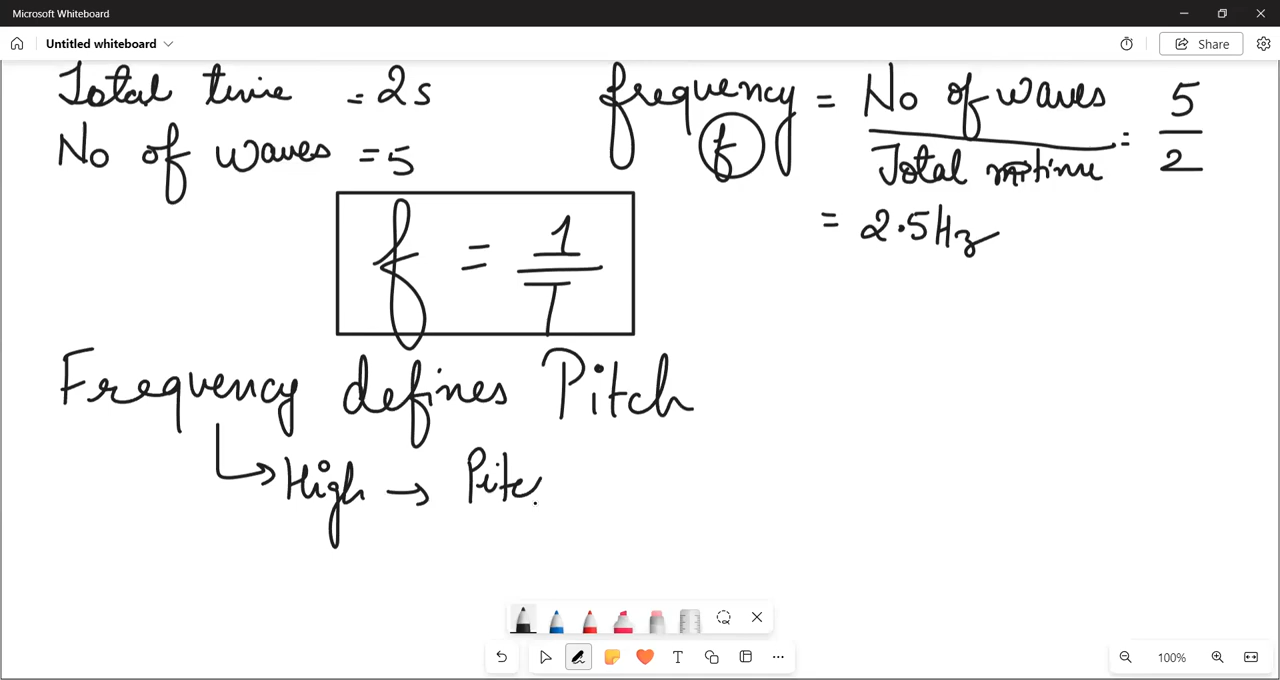 Microsoft Whiteboard
Untitled whiteboard
Share
Total time = 2s
No of waves = 5
frequency = No of waves / Total time = 5 / 2
f
= 2.5Hz
f = 1 / T
Frequency defines Pitch
High → Pitc
T
100%